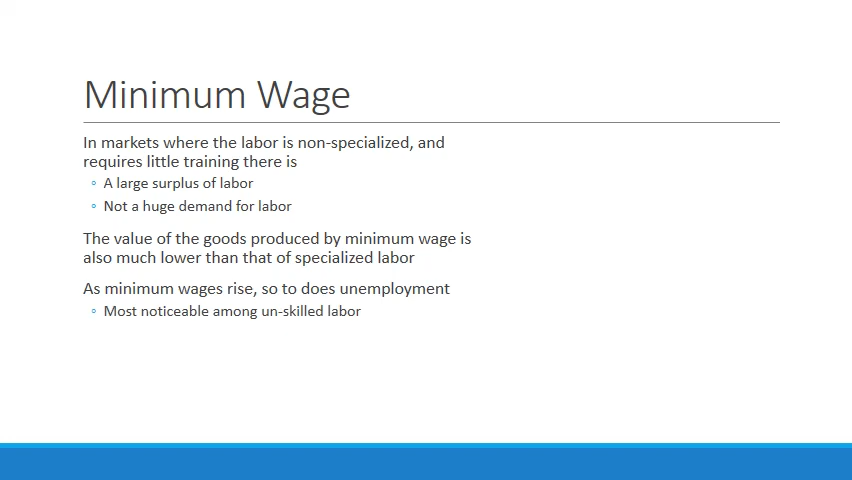 Minimum Wage
In markets where the labor is non-specialized, and
requires little training there is
◦ A large surplus of labor
◦ Not a huge demand for labor
The value of the goods produced by minimum wage is
also much lower than that of specialized labor
As minimum wages rise, so to does unemployment
◦ Most noticeable among un-skilled labor